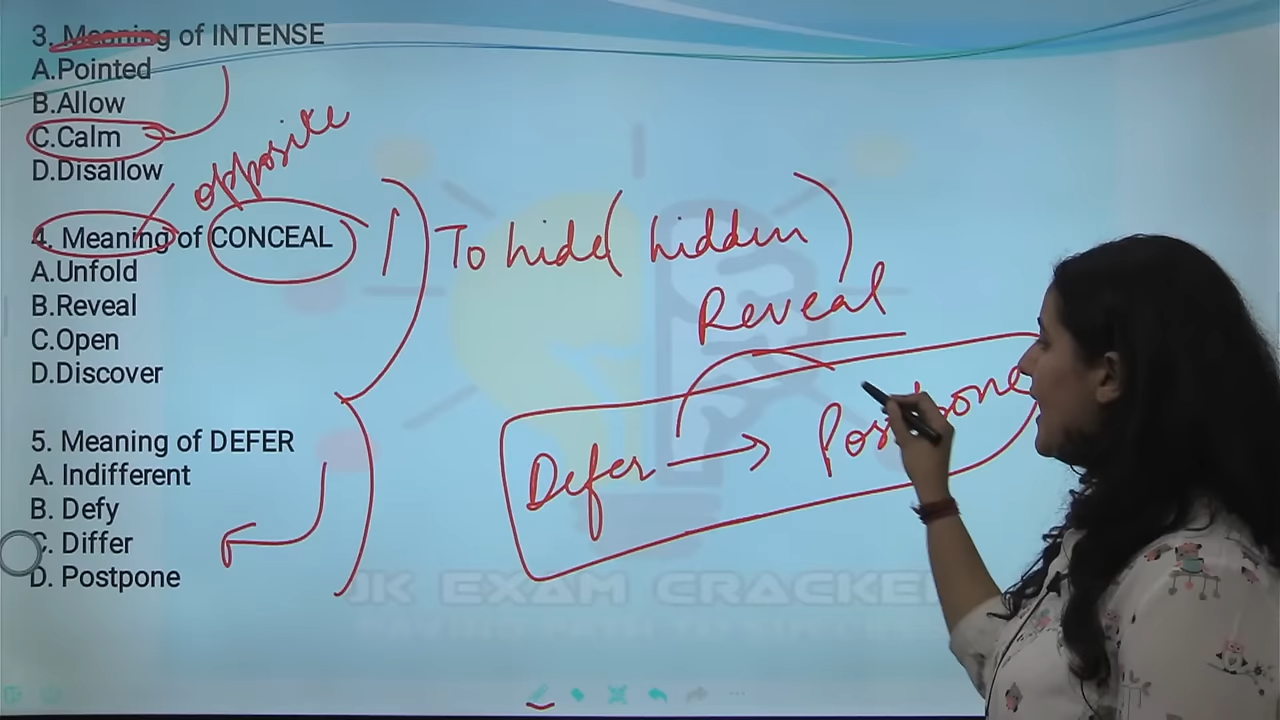 3. Meaning of INTENSE
A.Pointed
B.Allow
C.Calm
D.Disallow
opposite
4. Meaning of CONCEAL
A.Unfold
B.Reveal
C.Open
D.Discover
To hide ( hidden )
Reveal
5. Meaning of DEFER
A. Indifferent
B. Defy
C. Differ
D. Postpone
Defer → Postpone
JK EXAM CRACKER